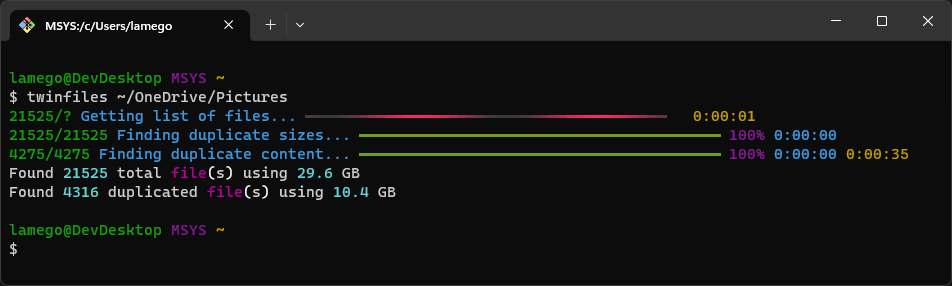 MSYS:/c/Users/lamego
lamego@DevDesktop MSYS ~
$ twinfiles ~/OneDrive/Pictures
21525/? Getting list of files... 0:00:01
21525/21525 Finding duplicate sizes... 100% 0:00:00
4275/4275 Finding duplicate content... 100% 0:00:00 0:00:35
Found 21525 total file(s) using 29.6 GB
Found 4316 duplicated file(s) using 10.4 GB
lamego@DevDesktop MSYS ~
$